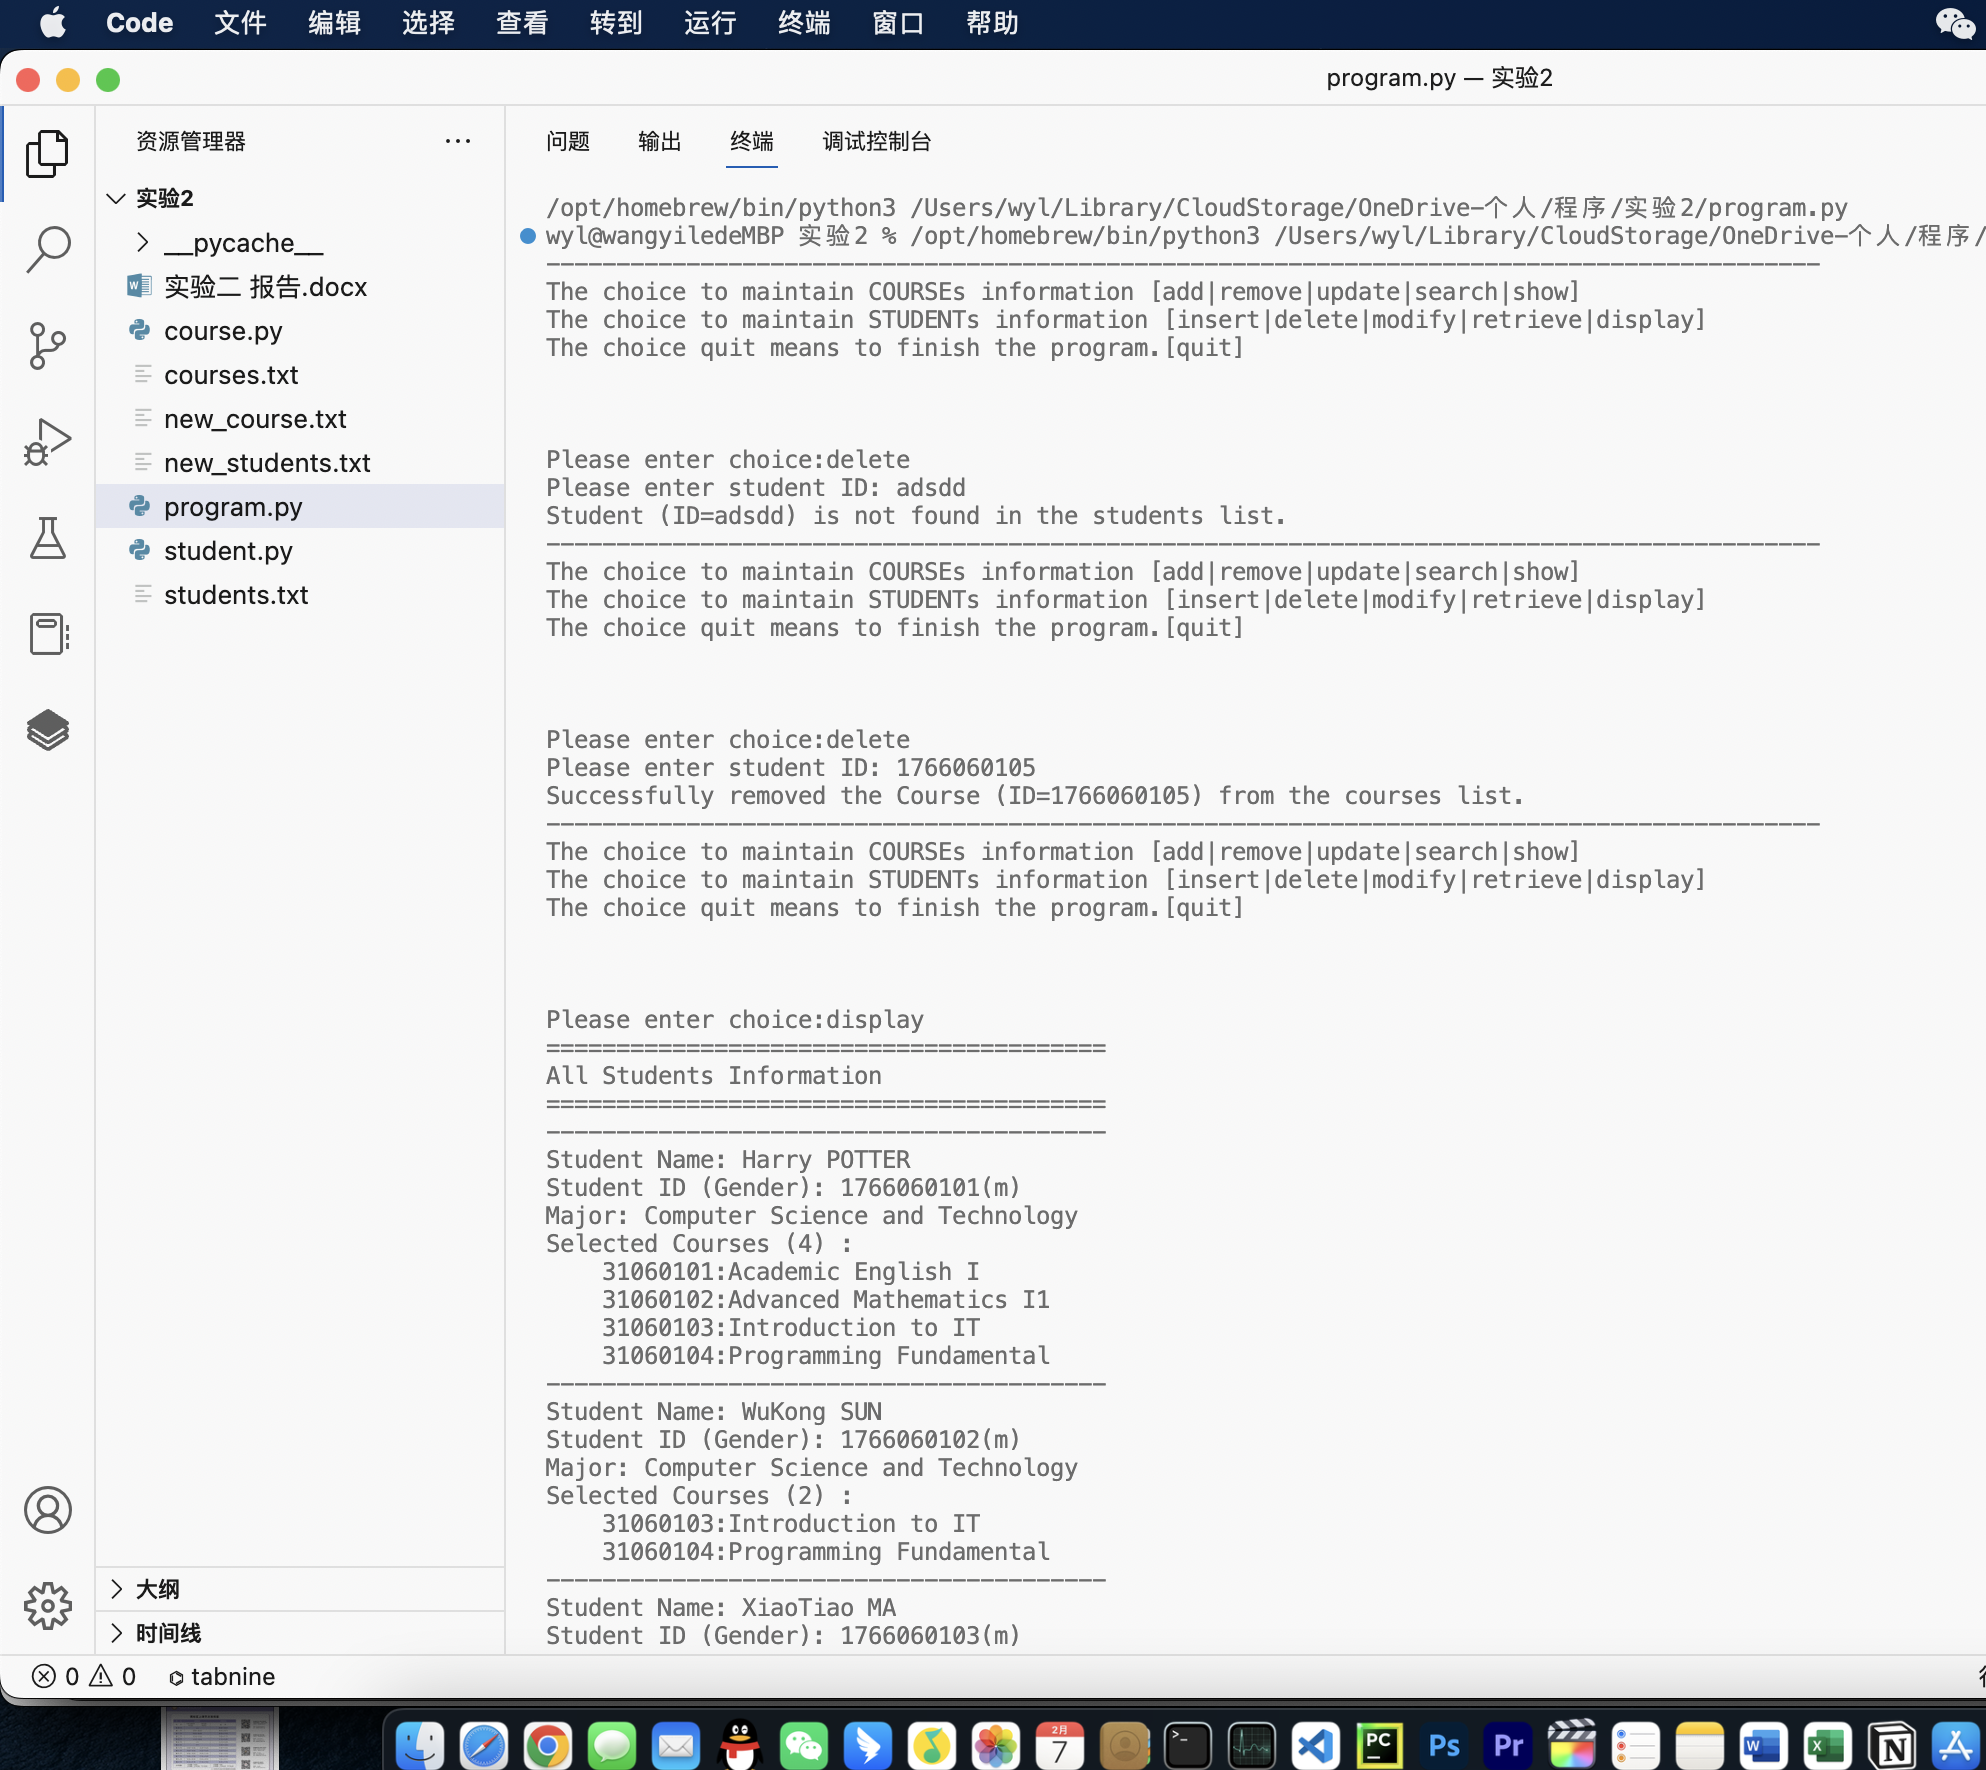 Code 文件 编辑 选择 查看 转到 运行 终端 窗口 帮助
program.py — 实验2
资源管理器 ···
实验2
__pycache__
实验二 报告.docx
course.py
courses.txt
new_course.txt
new_students.txt
program.py
student.py
students.txt
大纲
时间线
问题 输出 终端 调试控制台
/opt/homebrew/bin/python3 /Users/wyl/Library/CloudStorage/OneDrive-个人/程序/实验2/program.py
wyl@wangyiledeMBP 实验2 % /opt/homebrew/bin/python3 /Users/wyl/Library/CloudStorage/OneDrive-个人/程序/
-------------------------------------------------------------------------------------------
The choice to maintain COURSEs information [add|remove|update|search|show]
The choice to maintain STUDENTs information [insert|delete|modify|retrieve|display]
The choice quit means to finish the program.[quit]
Please enter choice:delete
Please enter student ID: adsdd
Student (ID=adsdd) is not found in the students list.
-------------------------------------------------------------------------------------------
The choice to maintain COURSEs information [add|remove|update|search|show]
The choice to maintain STUDENTs information [insert|delete|modify|retrieve|display]
The choice quit means to finish the program.[quit]
Please enter choice:delete
Please enter student ID: 1766060105
Successfully removed the Course (ID=1766060105) from the courses list.
-------------------------------------------------------------------------------------------
The choice to maintain COURSEs information [add|remove|update|search|show]
The choice to maintain STUDENTs information [insert|delete|modify|retrieve|display]
The choice quit means to finish the program.[quit]
Please enter choice:display
========================================
All Students Information
========================================
----------------------------------------
Student Name: Harry POTTER
Student ID (Gender): 1766060101(m)
Major: Computer Science and Technology
Selected Courses (4) :
31060101:Academic English I
31060102:Advanced Mathematics I1
31060103:Introduction to IT
31060104:Programming Fundamental
----------------------------------------
Student Name: WuKong SUN
Student ID (Gender): 1766060102(m)
Major: Computer Science and Technology
Selected Courses (2) :
31060103:Introduction to IT
31060104:Programming Fundamental
----------------------------------------
Student Name: XiaoTiao MA
Student ID (Gender): 1766060103(m)
0 0 tabnine
2月
7
PC
Ps
Pr
W
X
N